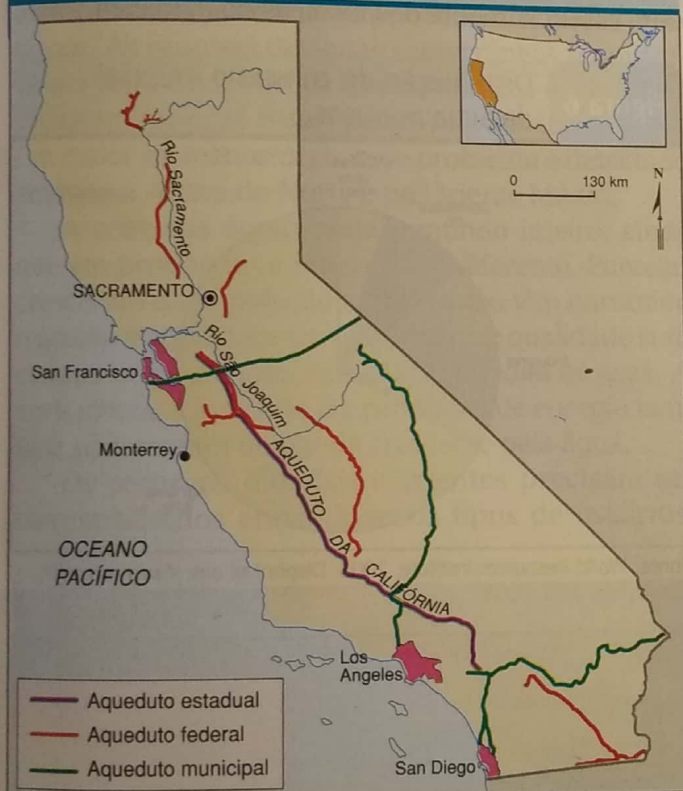 0 130 km
N
Rio Sacramento
SACRAMENTO
Rio São Joaquim
San Francisco
Monterrey
AQUEDUTO DA CALIFÓRNIA
OCEANO
PACÍFICO
Los
Angeles
San Diego
Aqueduto estadual
Aqueduto federal
Aqueduto municipal